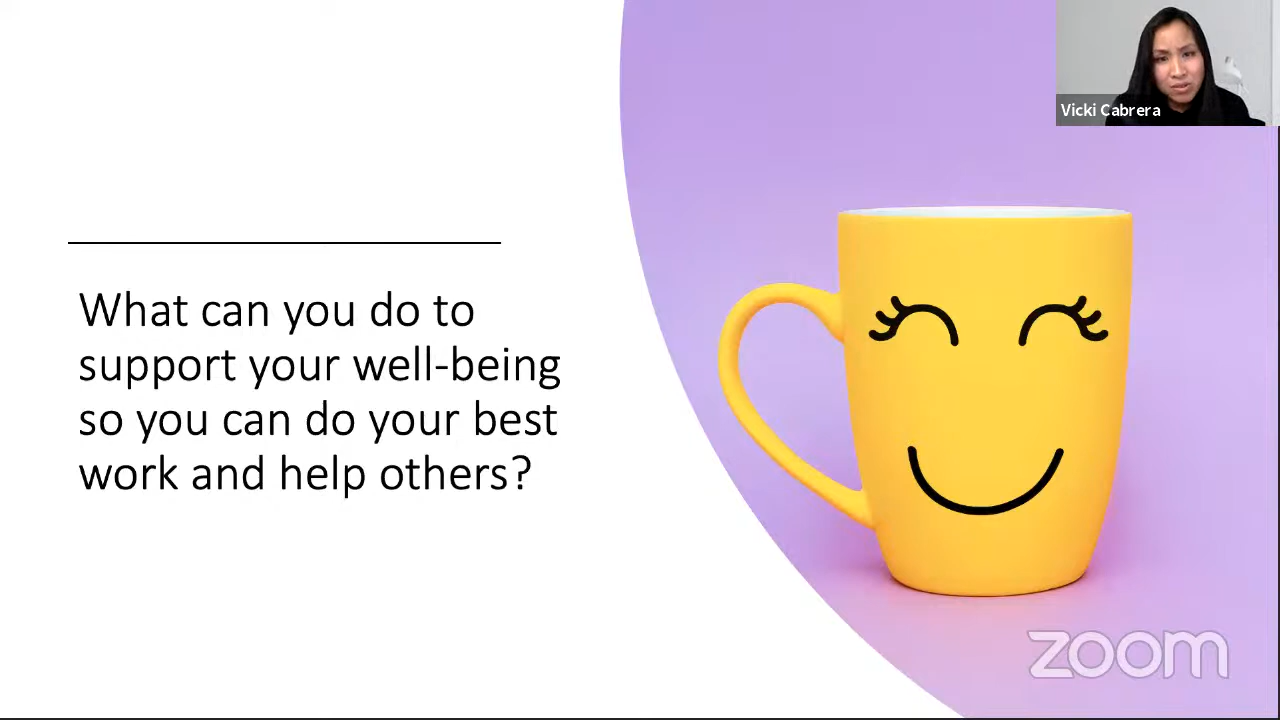 Vicki Cabrera
What can you do to
support your well-being
so you can do your best
work and help others?
zoom